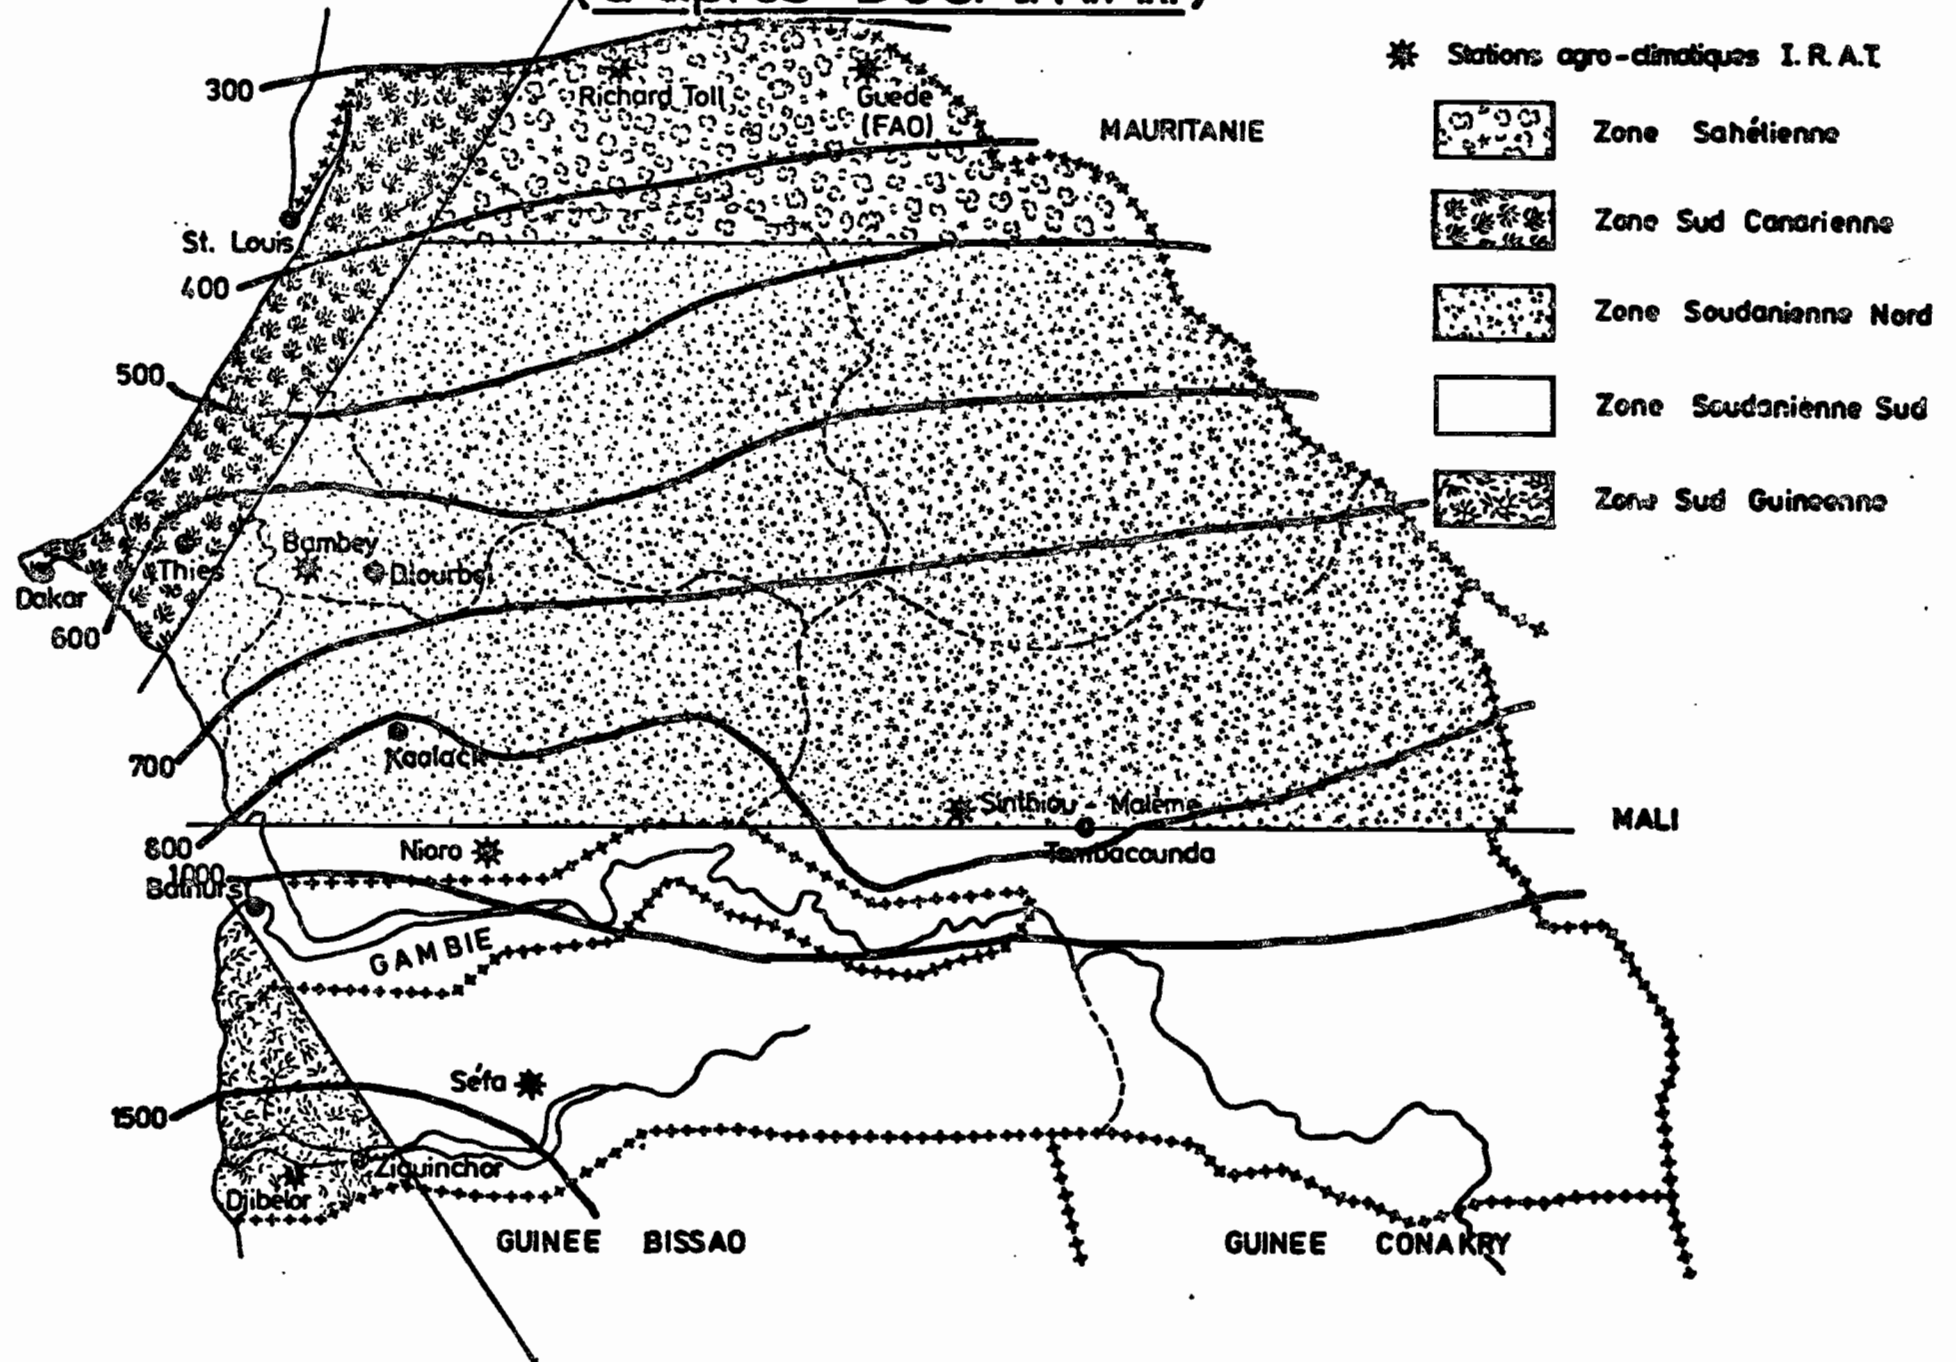 300
Stations agro-climatiques I.R.A.T.
Richard Toll
Guede
(FAO)
MAURITANIE
Zone Sahélienne
Zone Sud Canarienne
St. Louis
400
Zone Soudanienne Nord
500
Zone Soudanienne Sud
Zone Sud Guineenne
Bambey
Thies
Diourbel
Dakar
600
700
Kaolack
Sinthiou - Malème
MALI
800
Nioro
Tambacounda
1000
GAMBIE
Séfa
1500
Ziguinchor
Djibelor
GUINEE BISSAO
GUINEE CONAKRY